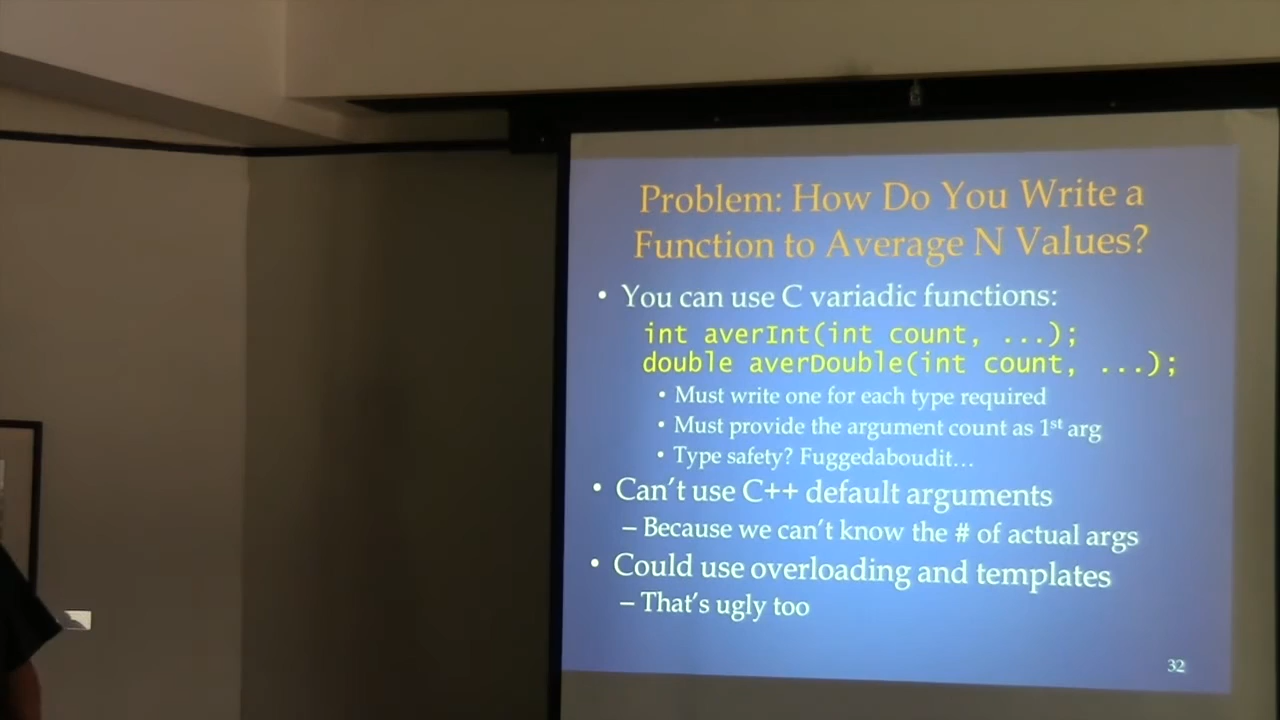 Problem: How Do You Write a
Function to Average N Values?
• You can use C variadic functions:
int averInt(int count, ...);
double averDouble(int count, ...);
• Must write one for each type required
• Must provide the argument count as 1st arg
• Type safety? Fuggedaboudit…
• Can't use C++ default arguments
– Because we can't know the # of actual args
• Could use overloading and templates
– That's ugly too
32